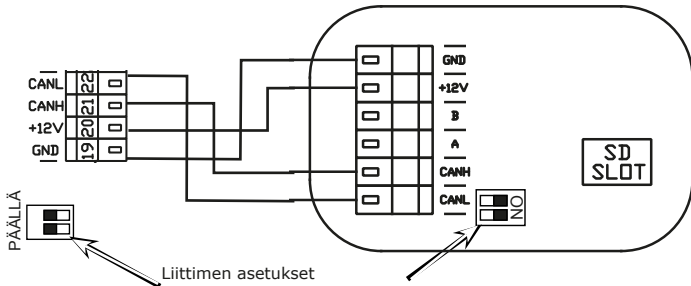 CANL 22
CANH 21
+12V 20
GND 19
GND
+12V
B
A
CANH
CANL
SD
SLOT
ON
PÄÄLLÄ
Liittimen asetukset